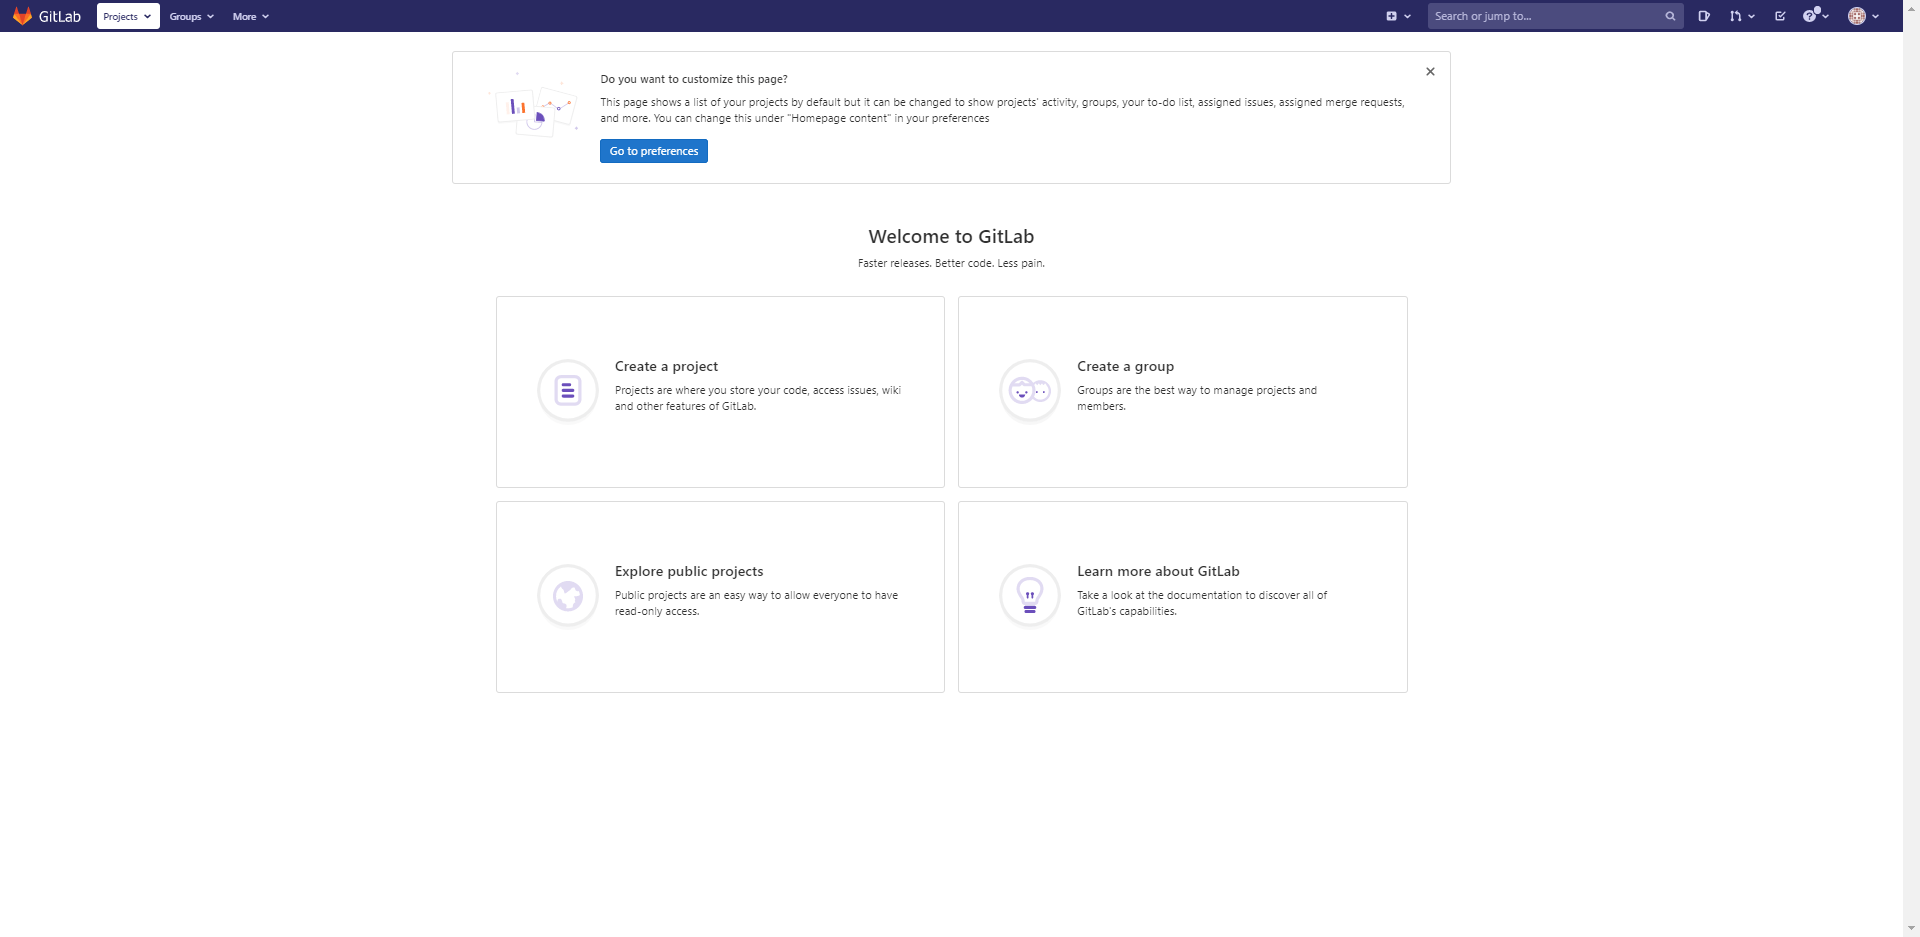 GitLab Projects Groups More Search or jump to...
Do you want to customize this page?
This page shows a list of your projects by default but it can be changed to show projects' activity, groups, your to-do list, assigned issues, assigned merge requests,
and more. You can change this under "Homepage content" in your preferences
Go to preferences
Welcome to GitLab
Faster releases. Better code. Less pain.
Create a project
Projects are where you store your code, access issues, wiki
and other features of GitLab.
Create a group
Groups are the best way to manage projects and
members.
Explore public projects
Public projects are an easy way to allow everyone to have
read-only access.
Learn more about GitLab
Take a look at the documentation to discover all of
GitLab's capabilities.